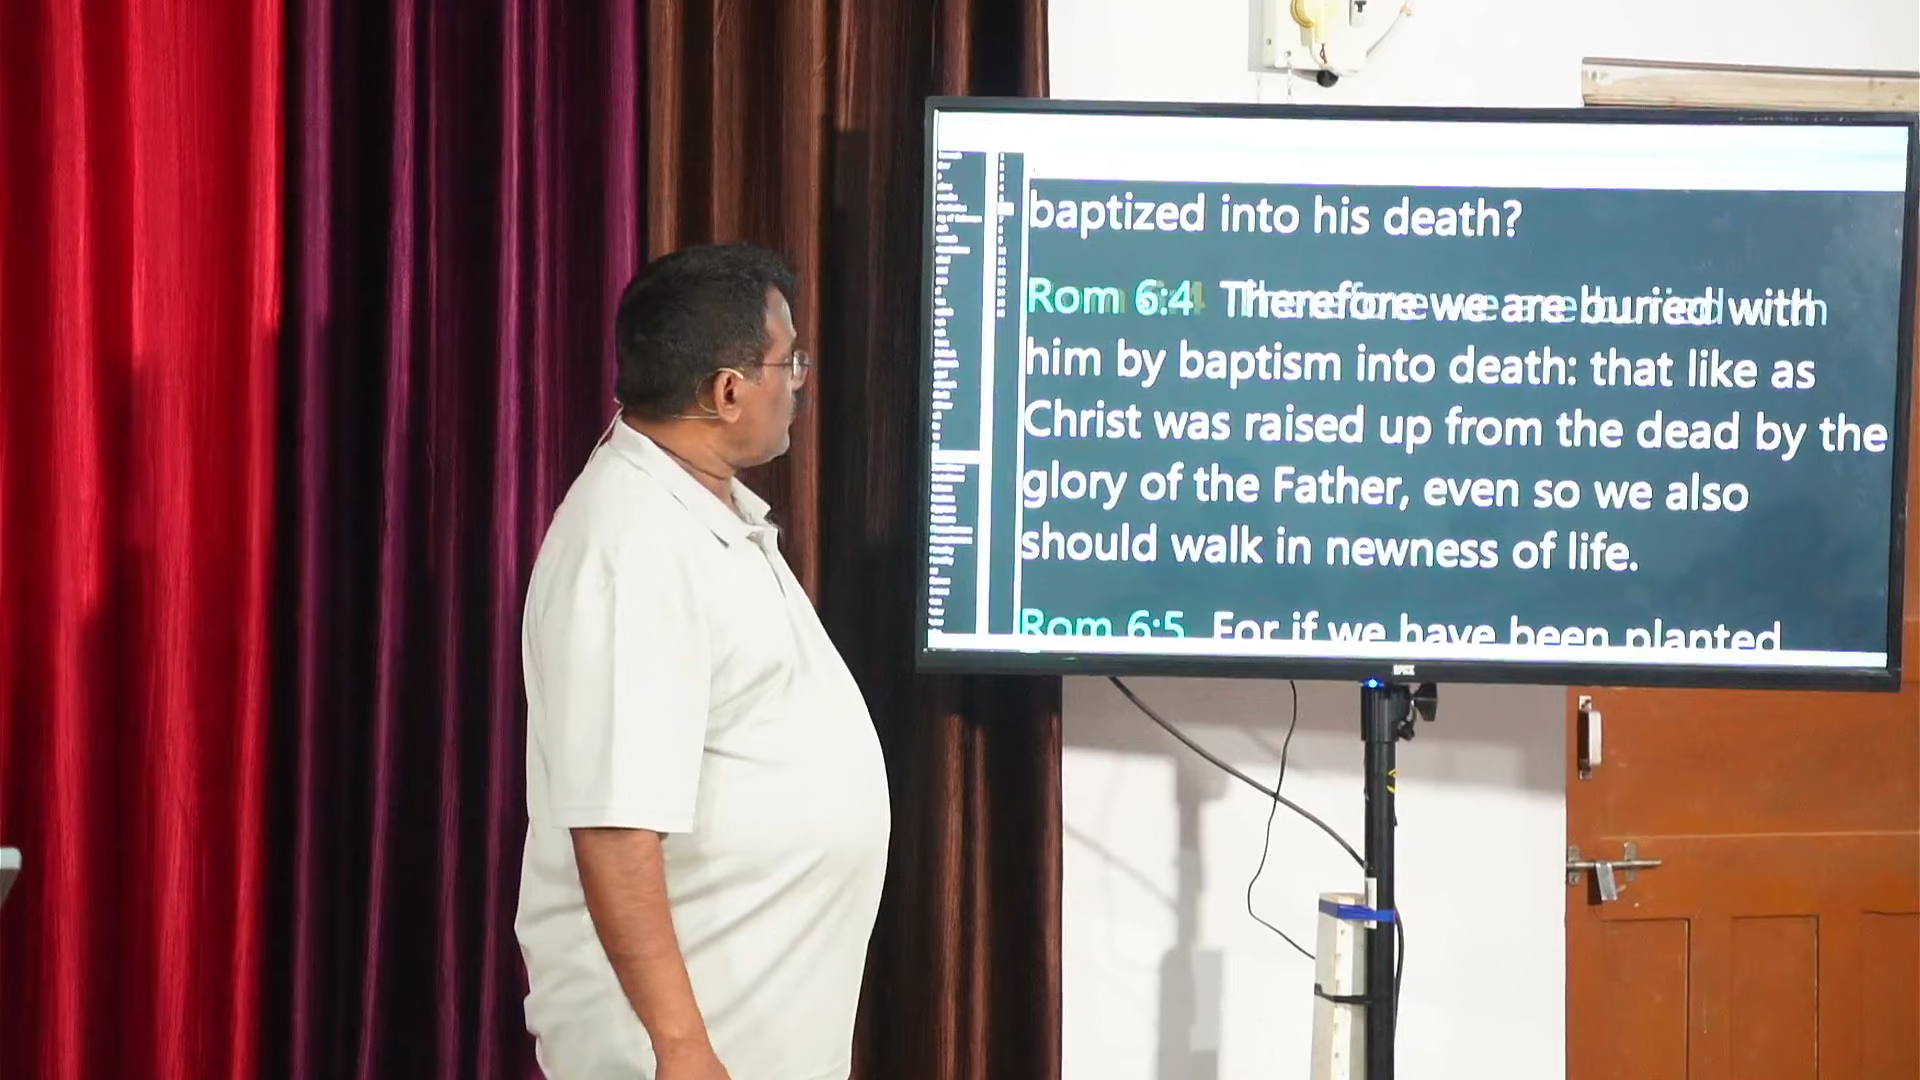 baptized into his death?
Rom 6:4 Therefore we are buried with
him by baptism into death: that like as
Christ was raised up from the dead by the
glory of the Father, even so we also
should walk in newness of life.
Rom 6:5 For if we have been planted